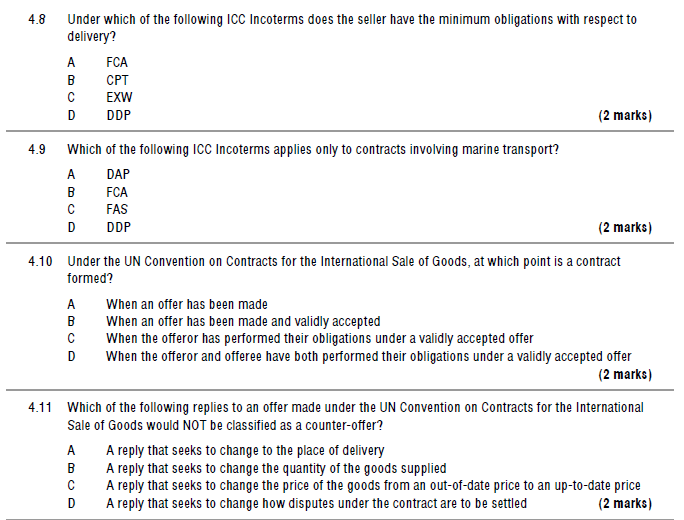 4.8 Under which of the following ICC Incoterms does the seller have the minimum obligations with respect to
delivery?
A FCA
B CPT
C EXW
D DDP (2 marks)
4.9 Which of the following ICC Incoterms applies only to contracts involving marine transport?
A DAP
B FCA
C FAS
D DDP (2 marks)
4.10 Under the UN Convention on Contracts for the International Sale of Goods, at which point is a contract
formed?
A When an offer has been made
B When an offer has been made and validly accepted
C When the offeror has performed their obligations under a validly accepted offer
D When the offeror and offeree have both performed their obligations under a validly accepted offer
(2 marks)
4.11 Which of the following replies to an offer made under the UN Convention on Contracts for the International
Sale of Goods would NOT be classified as a counter-offer?
A A reply that seeks to change to the place of delivery
B A reply that seeks to change the quantity of the goods supplied
C A reply that seeks to change the price of the goods from an out-of-date price to an up-to-date price
D A reply that seeks to change how disputes under the contract are to be settled (2 marks)